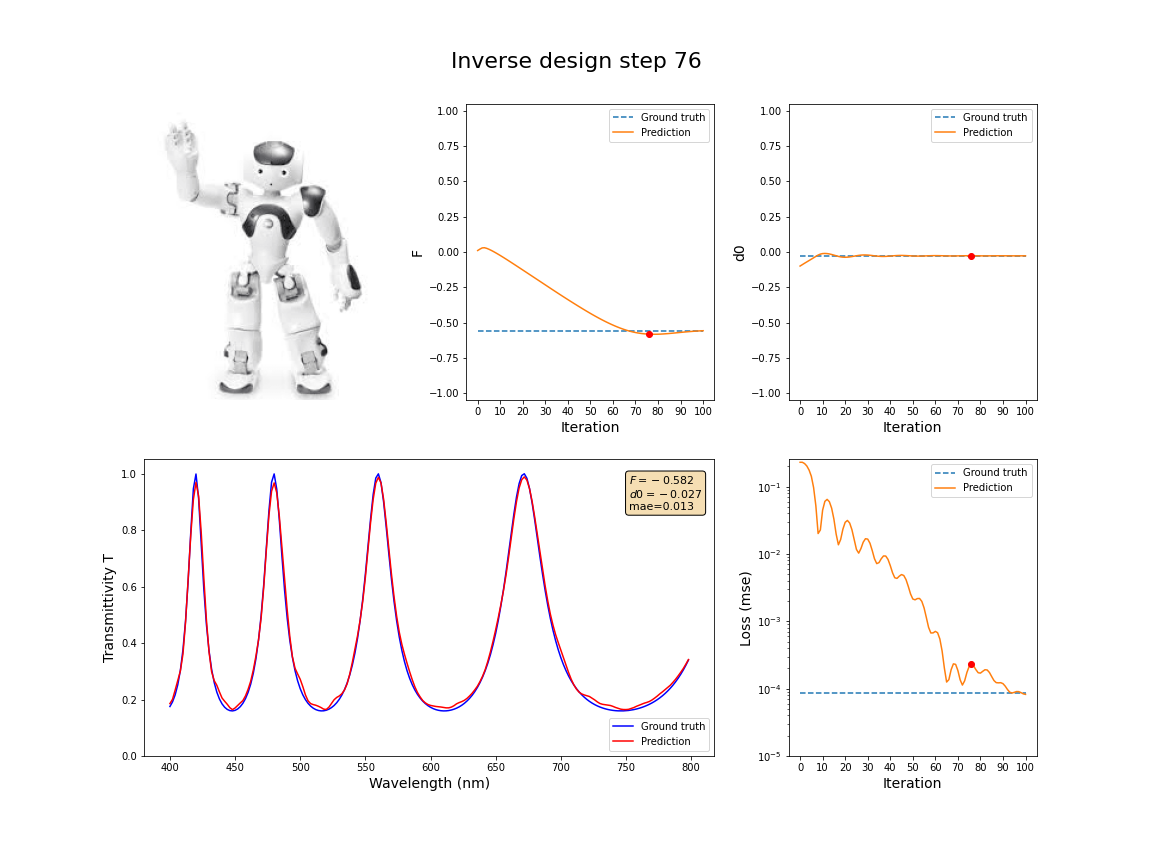 Inverse design step 76
1.00
0.75
0.50
0.25
0.00
−0.25
−0.50
−0.75
−1.00
F
0 10 20 30 40 50 60 70 80 90 100
Iteration
Ground truth
Prediction
1.00
0.75
0.50
0.25
0.00
−0.25
−0.50
−0.75
−1.00
d0
0 10 20 30 40 50 60 70 80 90 100
Iteration
Ground truth
Prediction
1.0
0.8
0.6
0.4
0.2
0.0
Transmittivity T
400 450 500 550 600 650 700 750 800
Wavelength (nm)
F = − 0.582
d0 = − 0.027
mae=0.013
Ground truth
Prediction
10⁻¹
10⁻²
10⁻³
10⁻⁴
10⁻⁵
Loss (mse)
0 10 20 30 40 50 60 70 80 90 100
Iteration
Ground truth
Prediction